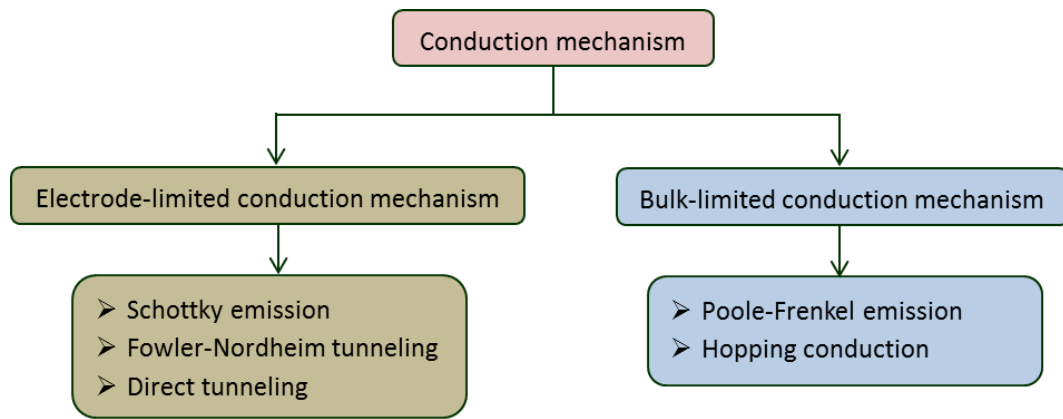 Conduction mechanism
Electrode-limited conduction mechanism
Bulk-limited conduction mechanism
➢ Schottky emission
➢ Fowler-Nordheim tunneling
➢ Direct tunneling
➢ Poole-Frenkel emission
➢ Hopping conduction